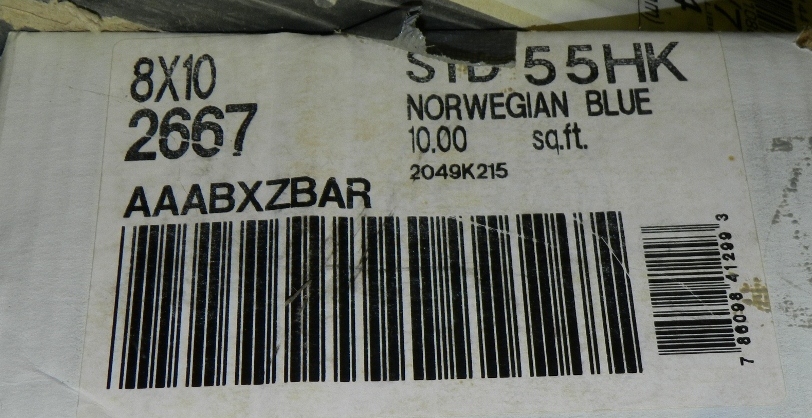 8X10
2667
STD 55HK
NORWEGIAN BLUE
10.00 sq.ft.
2049K215
AAABXZBAR
7 86098 41299 3